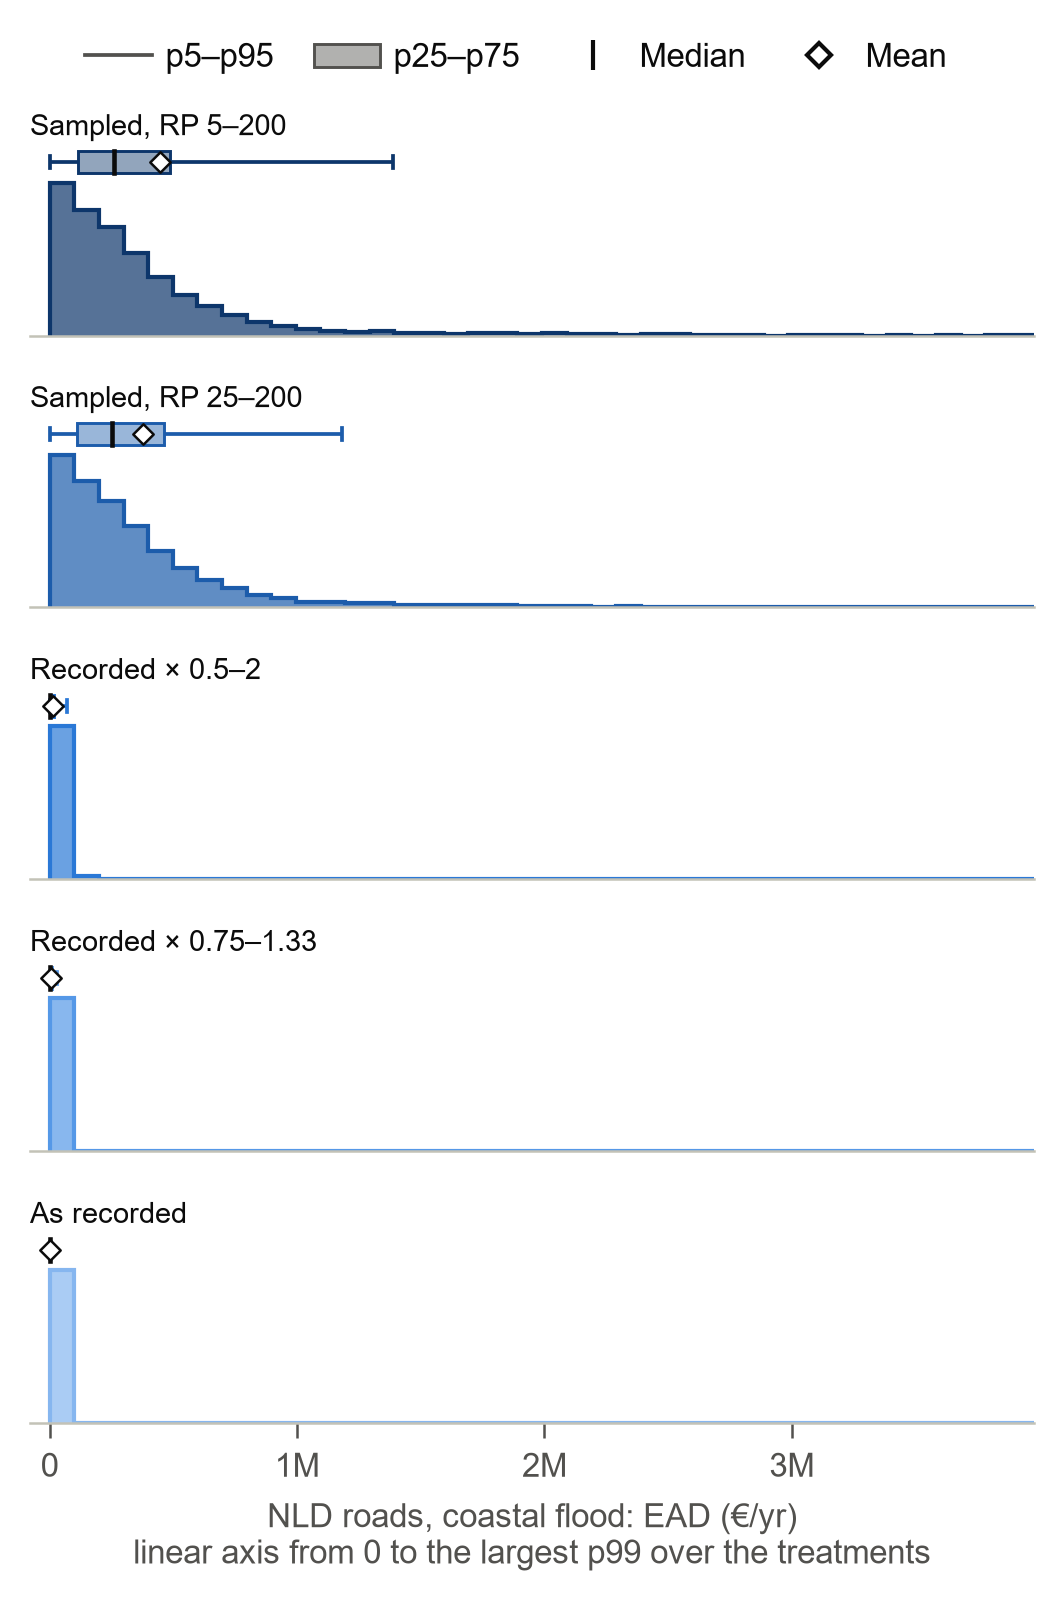 p5–p95 p25–p75 Median Mean
Sampled, RP 5–200
Sampled, RP 25–200
Recorded × 0.5–2
Recorded × 0.75–1.33
As recorded
0 1M 2M 3M
NLD roads, coastal flood: EAD (€/yr)
linear axis from 0 to the largest p99 over the treatments